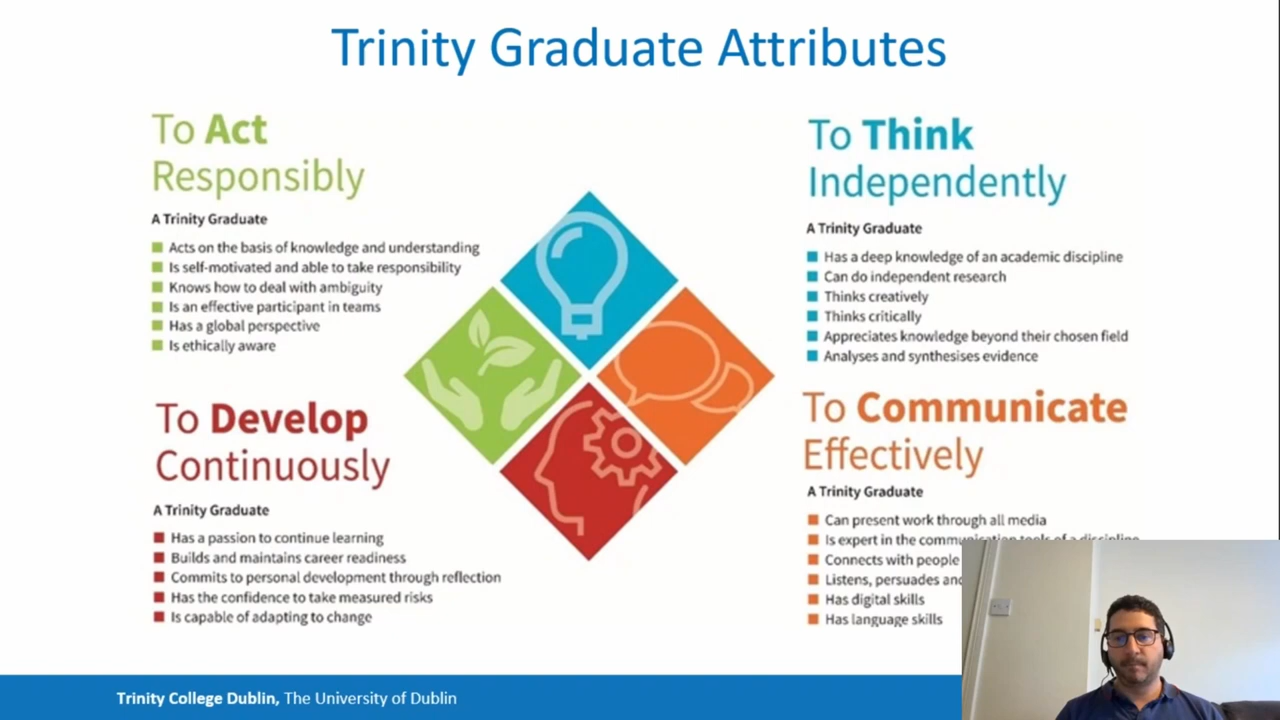 Trinity Graduate Attributes
To Act
Responsibly
A Trinity Graduate
Acts on the basis of knowledge and understanding
Is self-motivated and able to take responsibility
Knows how to deal with ambiguity
Is an effective participant in teams
Has a global perspective
Is ethically aware
To Think
Independently
A Trinity Graduate
Has a deep knowledge of an academic discipline
Can do independent research
Thinks creatively
Thinks critically
Appreciates knowledge beyond their chosen field
Analyses and synthesises evidence
To Develop
Continuously
A Trinity Graduate
Has a passion to continue learning
Builds and maintains career readiness
Commits to personal development through reflection
Has the confidence to take measured risks
Is capable of adapting to change
To Communicate
Effectively
A Trinity Graduate
Can present work through all media
Is expert in the communication tools of a discipline
Connects with people
Listens, persuades and
Has digital skills
Has language skills
Trinity College Dublin, The University of Dublin